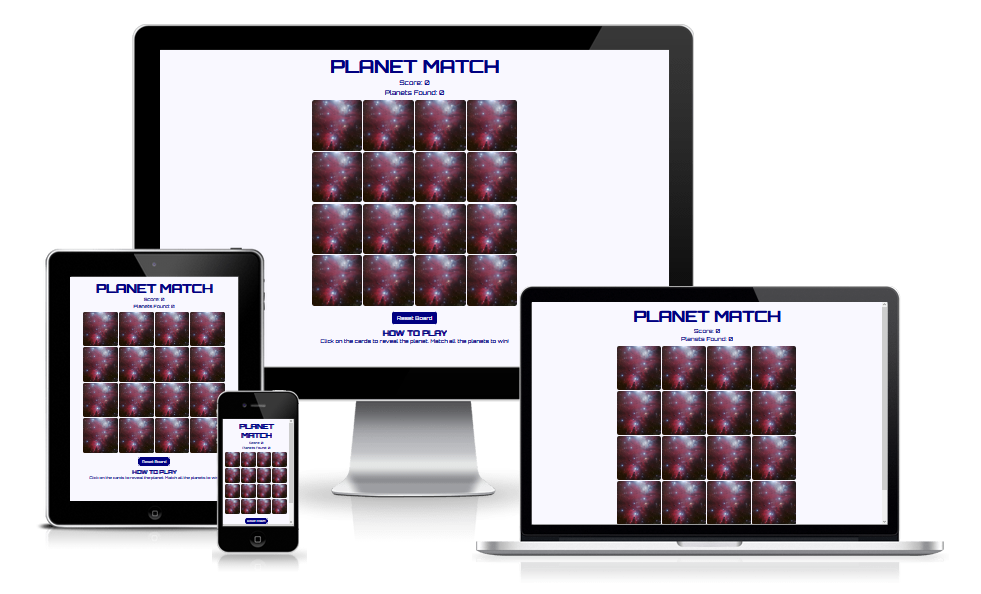 PLANET MATCH
Score: 0
Planets Found: 0
Reset Board
HOW TO PLAY
Click on the cards to reveal the planet. Match all the planets to win!
PLANET MATCH
Score: 0
Planets Found: 0
Reset Board
HOW TO PLAY
Click on the cards to reveal the planet. Match all the planets to
PLANET
MATCH
Score: 0
Planets Found: 0
Reset Board
PLANET MATCH
Score: 0
Planets Found: 0